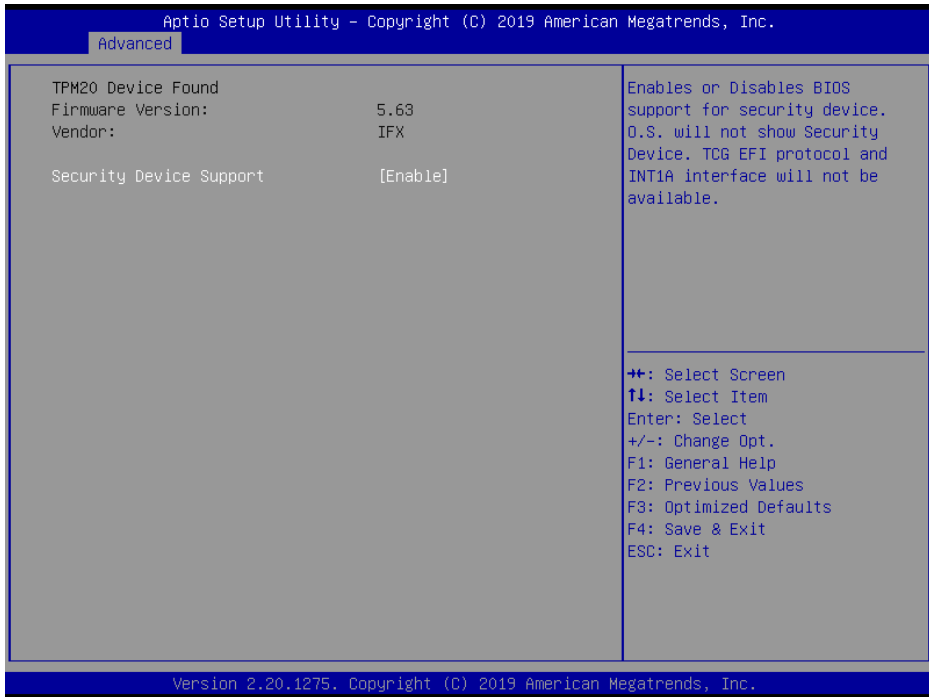 Aptio Setup Utility – Copyright (C) 2019 American Megatrends, Inc.
Advanced
TPM20 Device Found
Firmware Version: 5.63
Vendor: IFX
Security Device Support [Enable]
Enables or Disables BIOS
support for security device.
O.S. will not show Security
Device. TCG EFI protocol and
INT1A interface will not be
available.
→←: Select Screen
↑↓: Select Item
Enter: Select
+/-: Change Opt.
F1: General Help
F2: Previous Values
F3: Optimized Defaults
F4: Save & Exit
ESC: Exit
Version 2.20.1275. Copyright (C) 2019 American Megatrends, Inc.